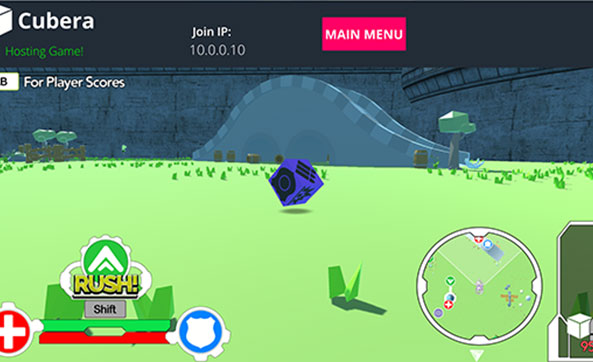 Cubera
Join IP:
MAIN MENU
Hosting Game!
10.0.0.10
B
For Player Scores
RUSH!
Shift